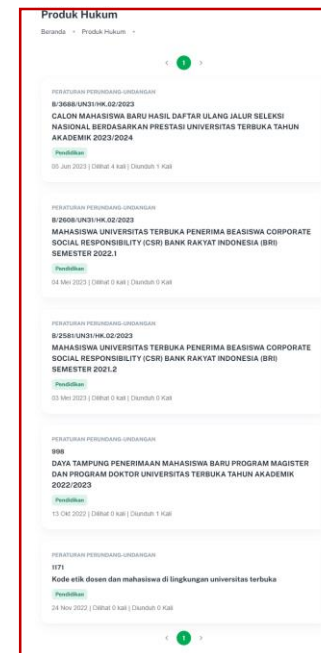 Produk Hukum
Beranda • Produk Hukum •
‹ 1 ›
PERATURAN PERUNDANG-UNDANGAN
B/3688/UN31/HK.02/2023
CALON MAHASISWA BARU HASIL DAFTAR ULANG JALUR SELEKSI
NASIONAL BERDASARKAN PRESTASI UNIVERSITAS TERBUKA TAHUN
AKADEMIK 2023/2024
Pendidikan
05 Jun 2023 | Dilihat 4 kali | Diunduh 1 Kali
PERATURAN PERUNDANG-UNDANGAN
B/2608/UN31/HK.02/2023
MAHASISWA UNIVERSITAS TERBUKA PENERIMA BEASISWA CORPORATE
SOCIAL RESPONSIBILITY (CSR) BANK RAKYAT INDONESIA (BRI)
SEMESTER 2022.1
Pendidikan
04 Mei 2023 | Dilihat 0 kali | Diunduh 0 Kali
PERATURAN PERUNDANG-UNDANGAN
B/2581/UN31/HK.02/2023
MAHASISWA UNIVERSITAS TERBUKA PENERIMA BEASISWA CORPORATE
SOCIAL RESPONSIBILITY (CSR) BANK RAKYAT INDONESIA (BRI)
SEMESTER 2021.2
Pendidikan
03 Mei 2023 | Dilihat 0 kali | Diunduh 0 Kali
PERATURAN PERUNDANG-UNDANGAN
998
DAYA TAMPUNG PENERIMAAN MAHASISWA BARU PROGRAM MAGISTER
DAN PROGRAM DOKTOR UNIVERSITAS TERBUKA TAHUN AKADEMIK
2022/2023
Pendidikan
13 Okt 2022 | Dilihat 0 kali | Diunduh 1 Kali
PERATURAN PERUNDANG-UNDANGAN
1171
Kode etik dosen dan mahasiswa di lingkungan universitas terbuka
Pendidikan
24 Nov 2022 | Dilihat 0 kali | Diunduh 0 Kali
‹ 1 ›